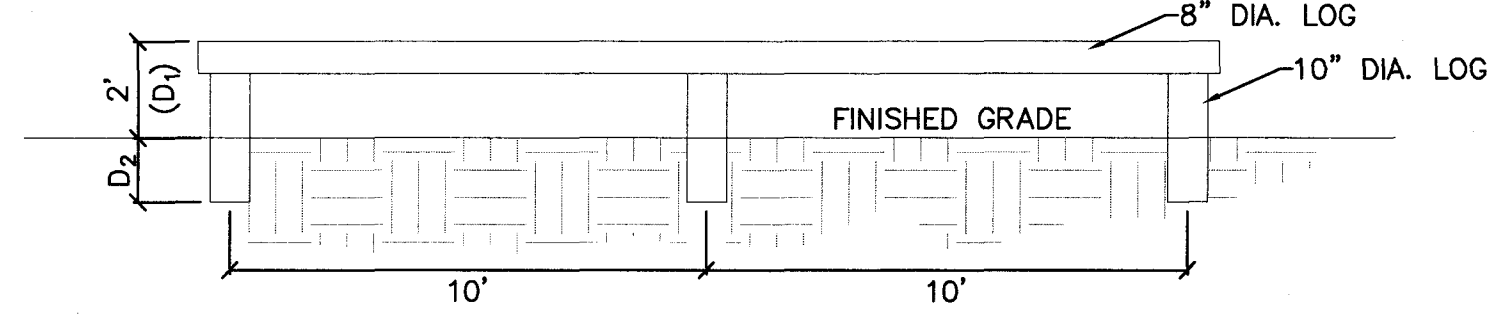 8" DIA. LOG
10" DIA. LOG
2'
(D₁)
FINISHED GRADE
D₂
10'
10'